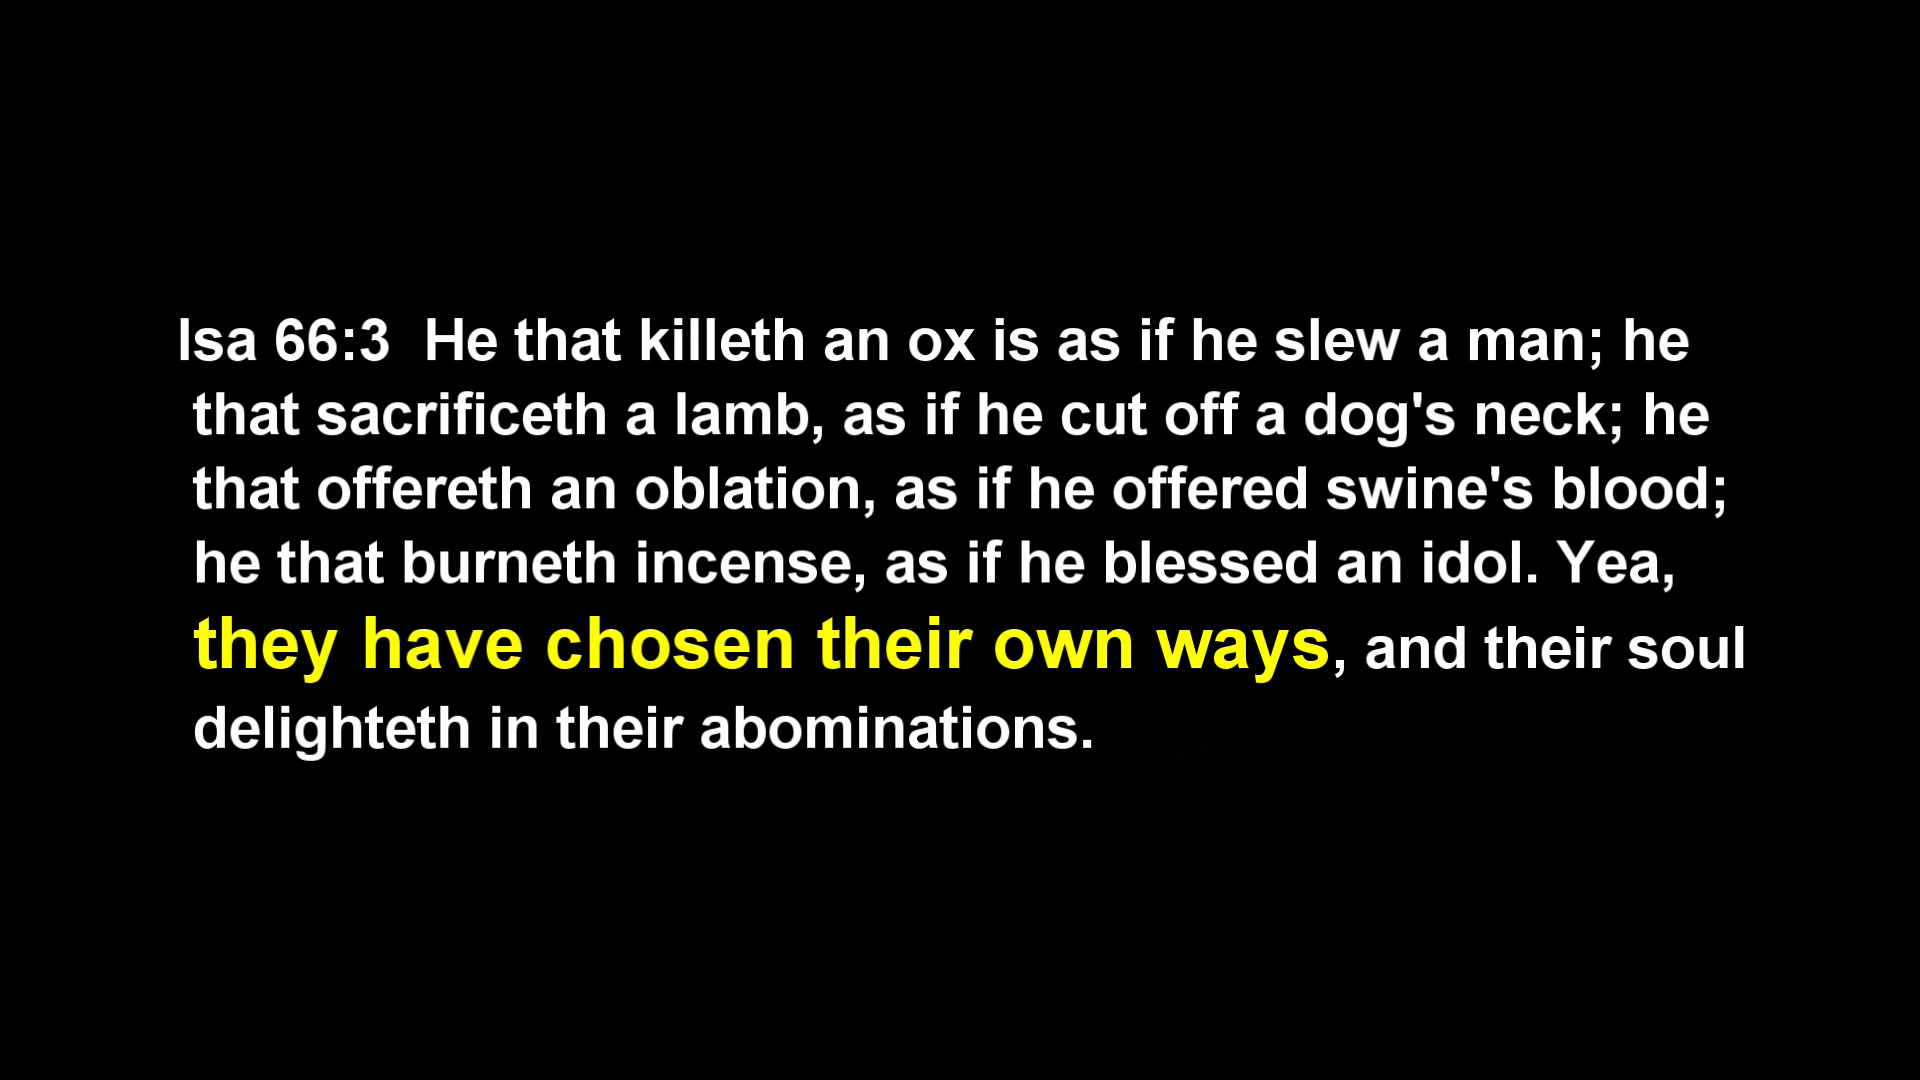 Isa 66:3  He that killeth an ox is as if he slew a man; he
that sacrificeth a lamb, as if he cut off a dog's neck; he
that offereth an oblation, as if he offered swine's blood;
he that burneth incense, as if he blessed an idol. Yea,
they have chosen their own ways, and their soul
delighteth in their abominations.